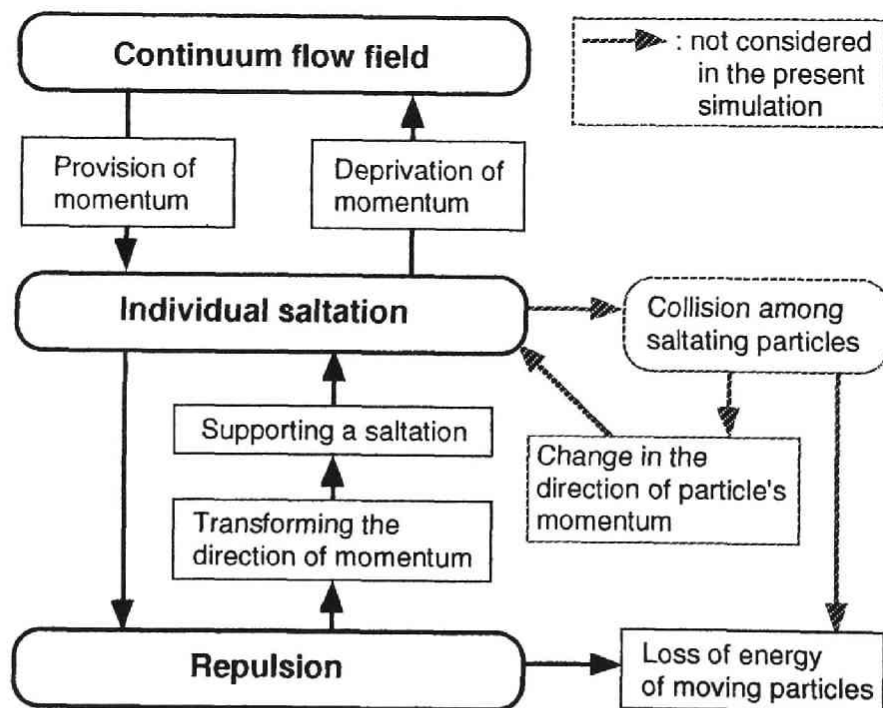 Continuum flow field
: not considered
in the present
simulation
Provision of
momentum
Deprivation of
momentum
Individual saltation
Collision among
saltating particles
Supporting a saltation
Change in the
direction of particle's
momentum
Transforming the
direction of momentum
Repulsion
Loss of energy
of moving particles